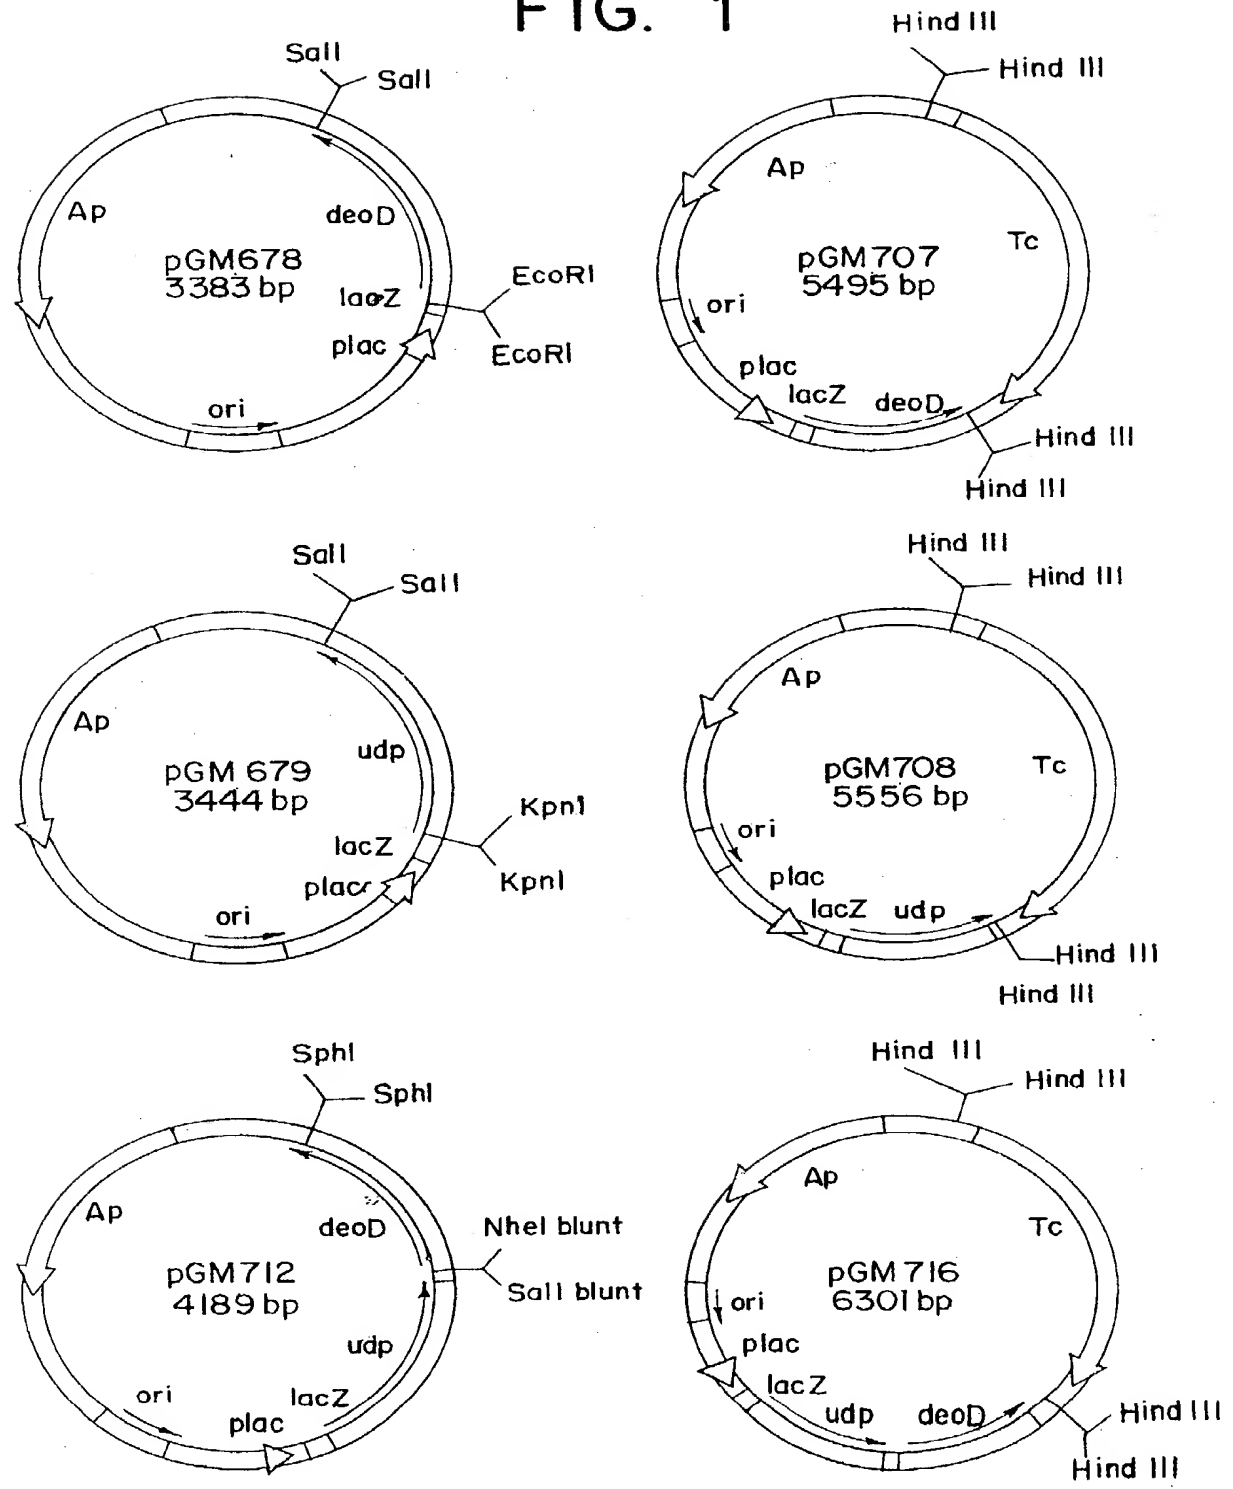 FIG. 1
SalI
SalI
Ap
deoD
pGM678
3383 bp
lacZ
EcoRI
plac
EcoRI
ori
Hind III
Hind III
Ap
Tc
pGM707
5495 bp
ori
plac
lacZ
deoD
Hind III
Hind III
SalI
SalI
Ap
udp
pGM 679
3444 bp
KpnI
lacZ
plac
KpnI
ori
Hind III
Hind III
Ap
Tc
pGM708
5556 bp
ori
plac
lacZ
udp
Hind III
Hind III
SphI
SphI
Ap
deoD
NheI blunt
pGM712
4189 bp
SalI blunt
udp
ori
lacZ
plac
Hind III
Hind III
Ap
Tc
pGM 716
6301 bp
ori
plac
lacZ
udp
deoD
Hind III
Hind III